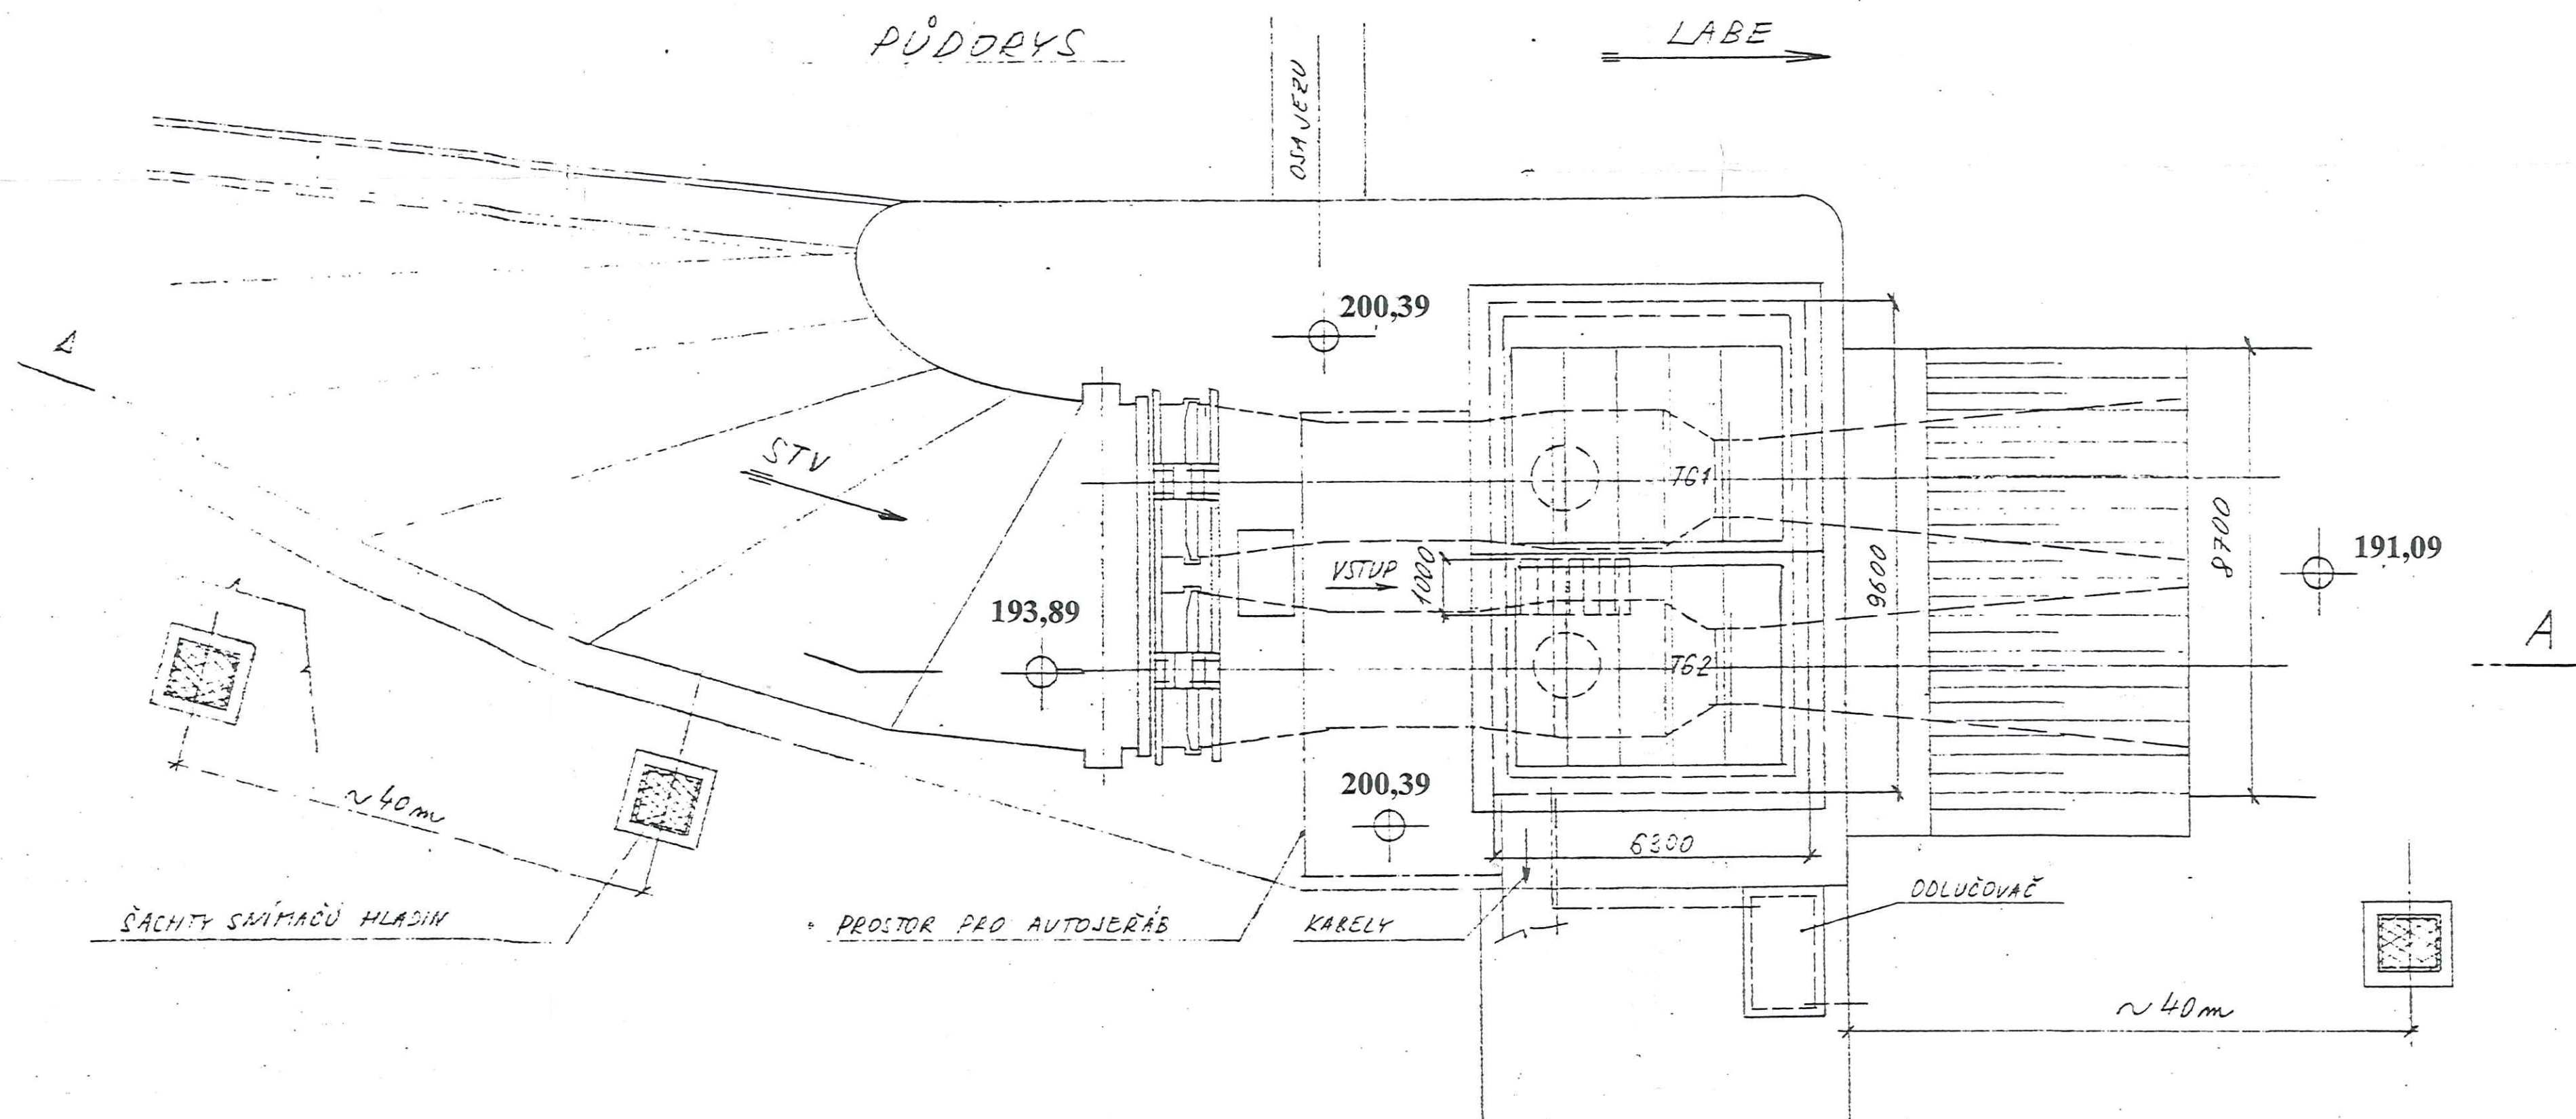 PŮDORYS
LABE
OSA JEZU
200,39
A
STV
TG1
191,09
8700
9600
1000
VSTUP
193,89
A
TG2
~40m
200,39
6300
ODLUČOVAČ
ŠACHTY SNÍMAČŮ HLADIN
PROSTOR PRO AUTOJEŘÁB
KABELY
~40m